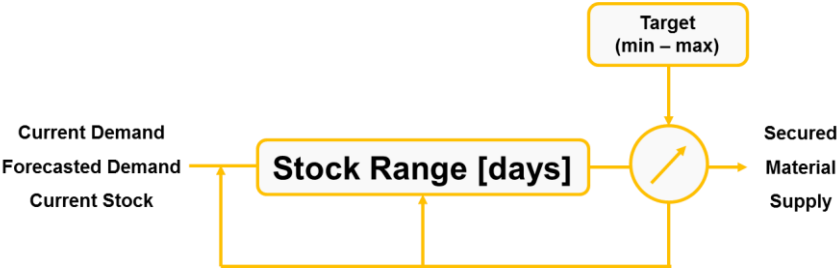 Target
(min – max)
Current Demand
Forecasted Demand
Current Stock
Stock Range [days]
Secured
Material
Supply